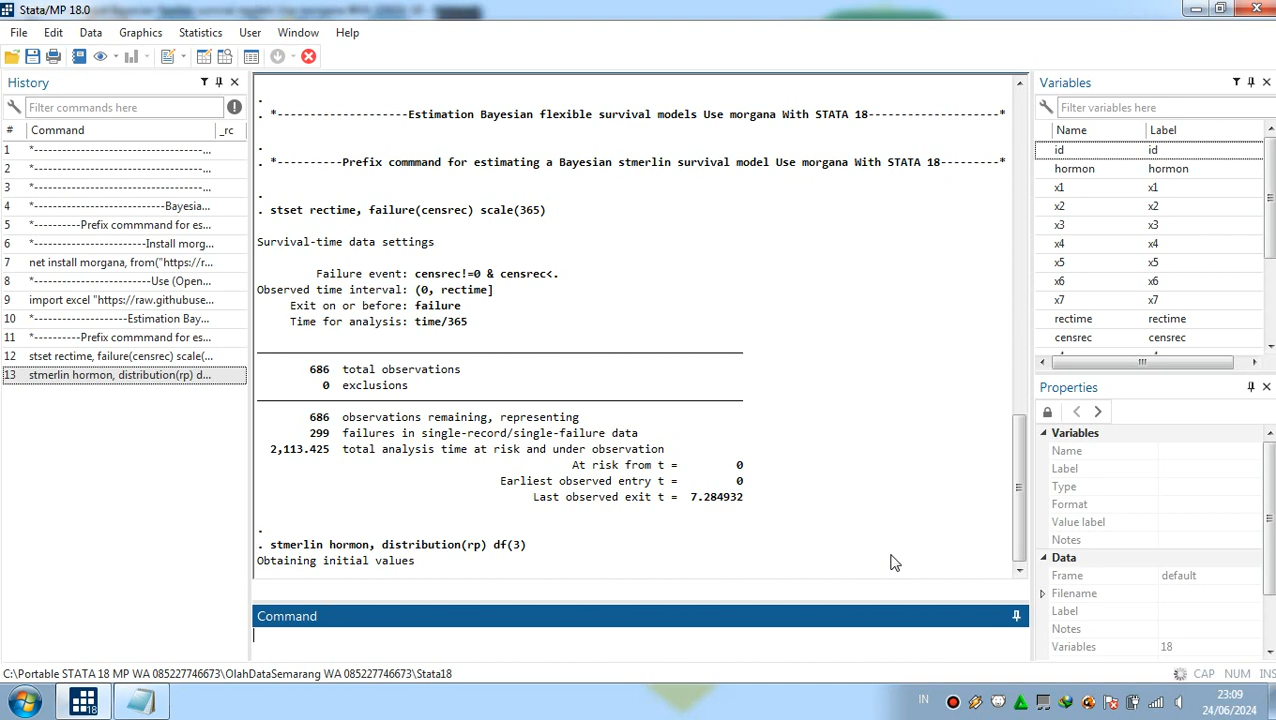 Stata/MP 18.0
File Edit Data Graphics Statistics User Window Help
History
Filter commands here
# Command _rc
1 *-----------------------------------...
2 *-----------------------------------...
3 *-----------------------------------...
4 *----------------------------Bayesia...
5 *----------Prefix commmand for es...
6 *------------------------Install morg...
7 net install morgana, from("https://r...
8 *-------------------------Use (Open...
9 import excel "https://raw.githubuse...
10 *--------------------Estimation Bay...
11 *----------Prefix commmand for es...
12 stset rectime, failure(censrec) scale(...
13 stmerlin hormon, distribution(rp) d...
.
. *--------------------Estimation Bayesian flexible survival models Use morgana With STATA 18--------------------*
.
. *----------Prefix commmand for estimating a Bayesian stmerlin survival model Use morgana With STATA 18---------*
.
. stset rectime, failure(censrec) scale(365)
Survival-time data settings
Failure event: censrec!=0 & censrec<.
Observed time interval: (0, rectime]
Exit on or before: failure
Time for analysis: time/365
686 total observations
0 exclusions
686 observations remaining, representing
299 failures in single-record/single-failure data
2,113.425 total analysis time at risk and under observation
At risk from t = 0
Earliest observed entry t = 0
Last observed exit t = 7.284932
.
. stmerlin hormon, distribution(rp) df(3)
Obtaining initial values
Command
Variables
Filter variables here
Name Label
id id
hormon hormon
x1 x1
x2 x2
x3 x3
x4 x4
x5 x5
x6 x6
x7 x7
rectime rectime
censrec censrec
Properties
Variables
Name
Label
Type
Format
Value label
Notes
Data
Frame default
Filename
Label
Notes
Variables 18
C:\Portable STATA 18 MP WA 085227746673\OlahDataSemarang WA 085227746673\Stata18
CAP NUM INS
18
IN
23:09
24/06/2024